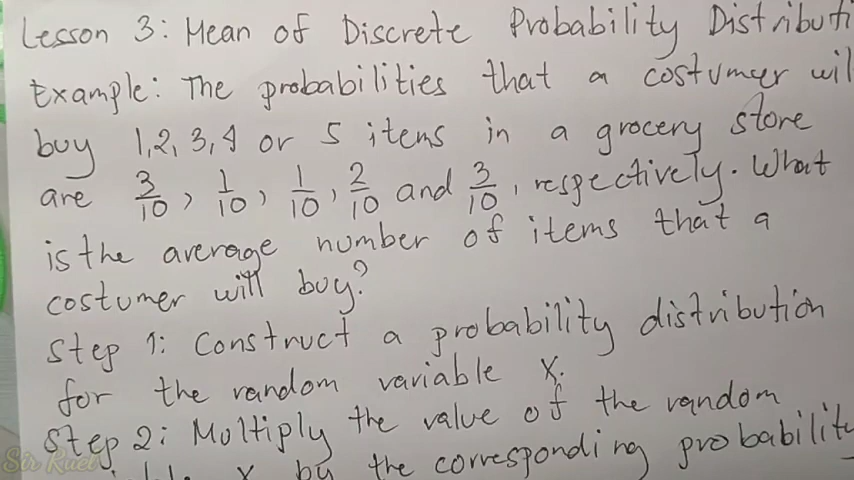 Lesson 3: Mean of Discrete Probability Distributi
Example: The probabilities that a costumer wil
buy 1,2, 3, 4 or 5 items in a grocery store
are 3/10, 1/10, 1/10, 2/10 and 3/10, respectively. What
is the average number of items that a
costumer will buy?
Step 1: Construct a probability distribution
for the random variable X.
Step 2: Multiply the value of the random
X by the corresponding probability
Sir Ruel